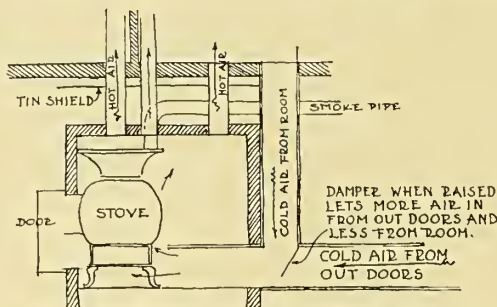 HOT AIR
HOT AIR
TIN SHIELD
SMOKE PIPE
COLD AIR FROM ROOM
DOOR
STOVE
DAMPER WHEN RAISED
LETS MORE AIR IN
FROM OUT DOORS AND
LESS FROM ROOM.
COLD AIR FROM
OUT DOORS